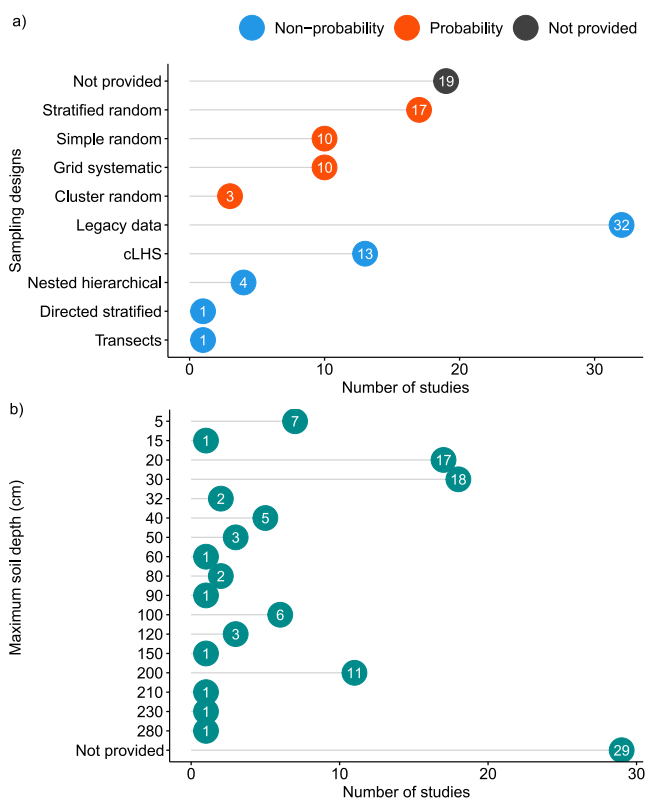 a)
Non−probability Probability Not provided
Sampling designs
Not provided 19
Stratified random 17
Simple random 10
Grid systematic 10
Cluster random 3
Legacy data 32
cLHS 13
Nested hierarchical 4
Directed stratified 1
Transects 1
0 10 20 30
Number of studies
b)
Maximum soil depth (cm)
5 7
15 1
20 17
30 18
32 2
40 5
50 3
60 1
80 2
90 1
100 6
120 3
150 1
200 11
210 1
230 1
280 1
Not provided 29
0 10 20 30
Number of studies